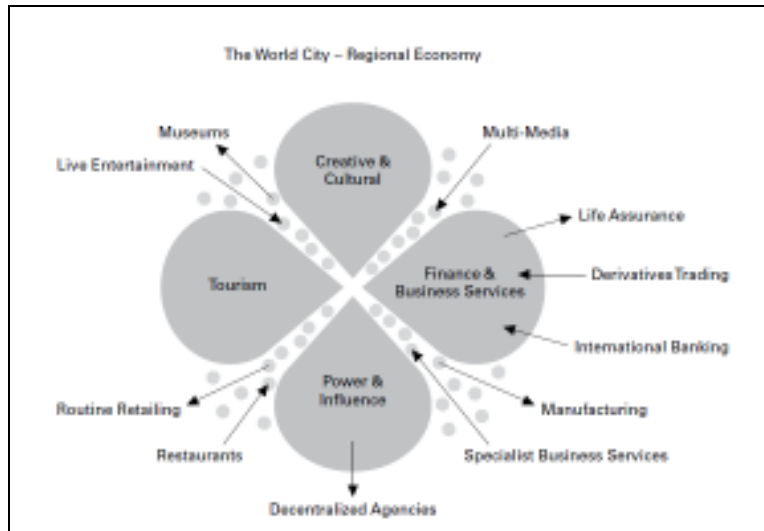 The World City – Regional Economy
Museums
Multi-Media
Live Entertainment
Creative &
Cultural
Life Assurance
Tourism
Finance &
Business Services
Derivatives Trading
International Banking
Power &
Influence
Routine Retailing
Manufacturing
Restaurants
Specialist Business Services
Decentralized Agencies